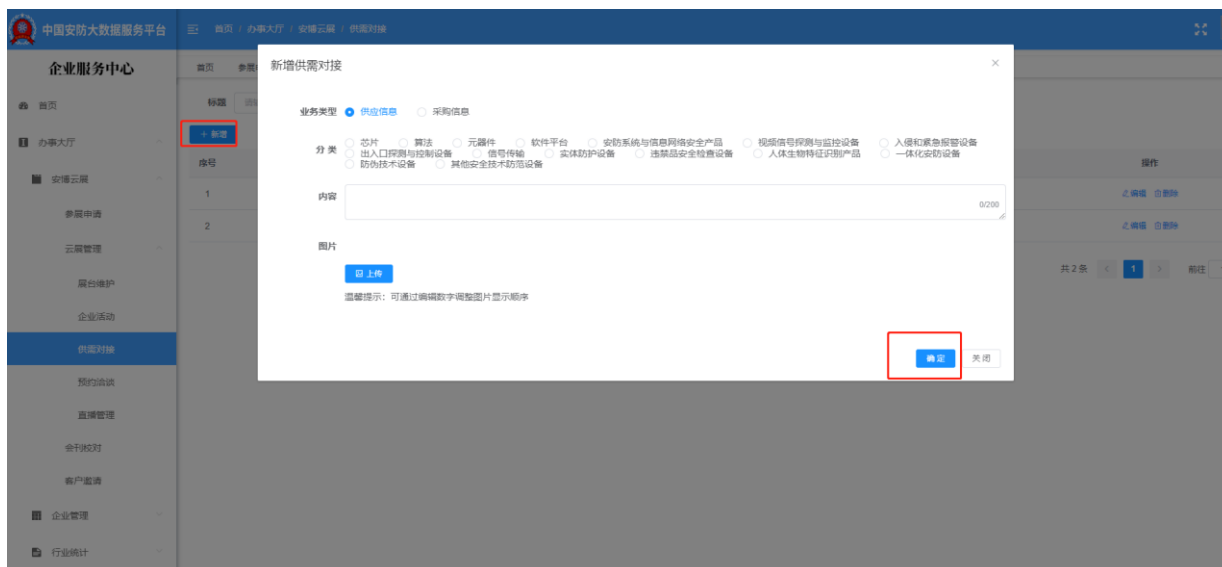 中国安防大数据服务平台
首页 / 办事大厅 / 安博云展 / 供需对接
企业服务中心
首页
参展
新增供需对接
首页
标题
业务类型 供应信息 采购信息
+ 新增
办事大厅
分类 芯片 算法 元器件 软件平台 安防系统与信息网络安全产品 视频信号探测与监控设备 入侵和紧急报警设备
出入口探测与控制设备 信号传输 实体防护设备 违禁品安全检查设备 人体生物特征识别产品 一体化安防设备
防伪技术设备 其他安全技术防范设备
序号
操作
安博云展
1
内容
0/200
编辑 删除
参展申请
2
编辑 删除
云展管理
图片
上传
共 2 条 < 1 > 前往
展台维护
温馨提示：可通过编辑数字调整图片显示顺序
企业活动
供需对接
确定 关闭
预约洽谈
直播管理
会刊校对
客户邀请
企业管理
行业统计